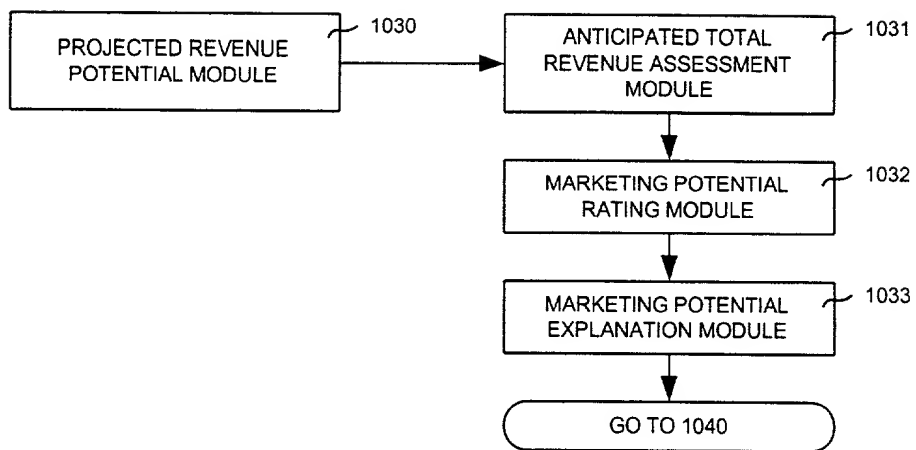 PROJECTED REVENUE
POTENTIAL MODULE
1030
ANTICIPATED TOTAL
REVENUE ASSESSMENT
MODULE
1031
MARKETING POTENTIAL
RATING MODULE
1032
MARKETING POTENTIAL
EXPLANATION MODULE
1033
GO TO 1040